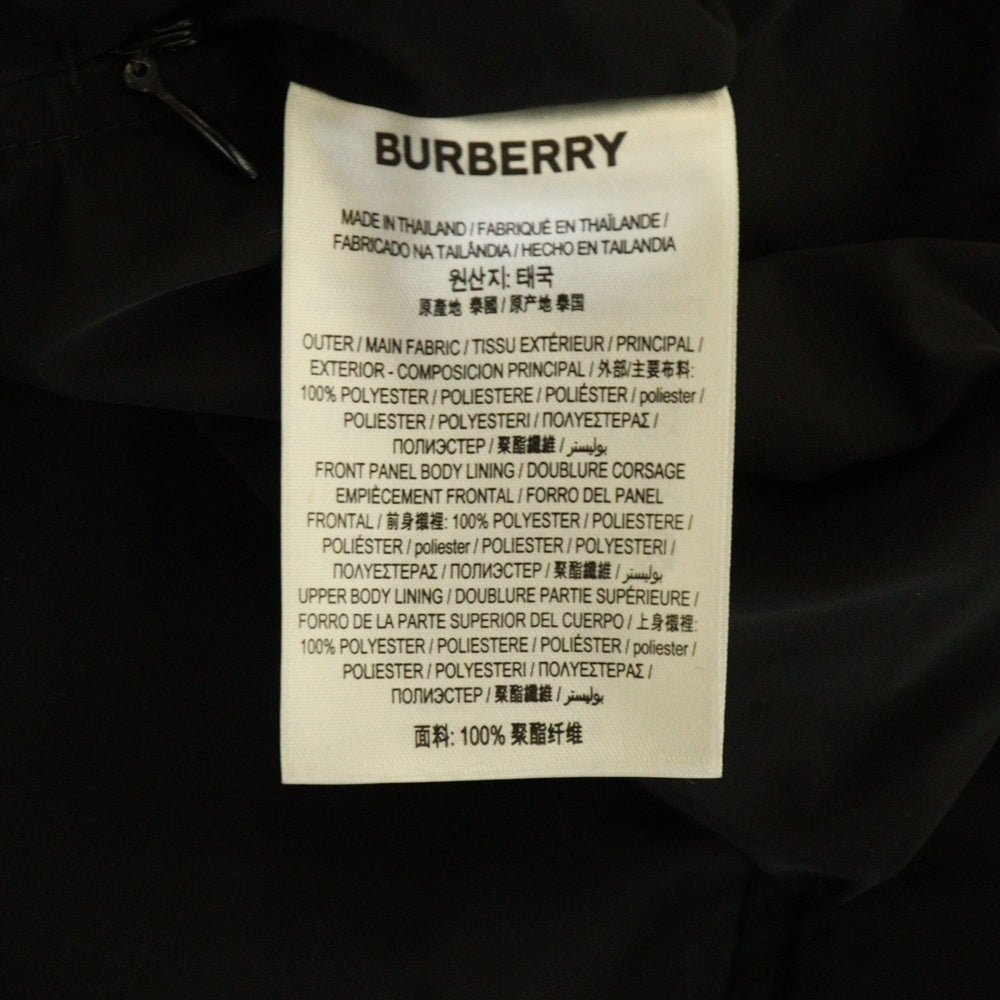 BURBERRY
MADE IN THAILAND / FABRIQUÉ EN THAÏLANDE /
FABRICADO NA TAILÂNDIA / HECHO EN TAILANDIA
원산지: 태국
原產地 泰國 / 原产地 泰国
OUTER / MAIN FABRIC / TISSU EXTÉRIEUR / PRINCIPAL /
EXTERIOR - COMPOSICION PRINCIPAL / 外部/主要布料:
100% POLYESTER / POLIESTERE / POLIÉSTER / poliester /
POLIESTER / POLYESTERI / ΠΟΛΥΕΣΤΕΡΑΣ /
ПОЛИЭСТЕР / 聚酯纖維 / بوليستر
FRONT PANEL BODY LINING / DOUBLURE CORSAGE
EMPIÈCEMENT FRONTAL / FORRO DEL PANEL
FRONTAL / 前身襯裡: 100% POLYESTER / POLIESTERE /
POLIÉSTER / poliester / POLIESTER / POLYESTERI /
ΠΟΛΥΕΣΤΕΡΑΣ / ПОЛИЭСТЕР / 聚酯纖維 / بوليستر
UPPER BODY LINING / DOUBLURE PARTIE SUPÉRIEURE /
FORRO DE LA PARTE SUPERIOR DEL CUERPO / 上身襯裡:
100% POLYESTER / POLIESTERE / POLIÉSTER / poliester /
POLIESTER / POLYESTERI / ΠΟΛΥΕΣΤΕΡΑΣ /
ПОЛИЭСТЕР / 聚酯纖維 / بوليستر
面料: 100% 聚酯纤维